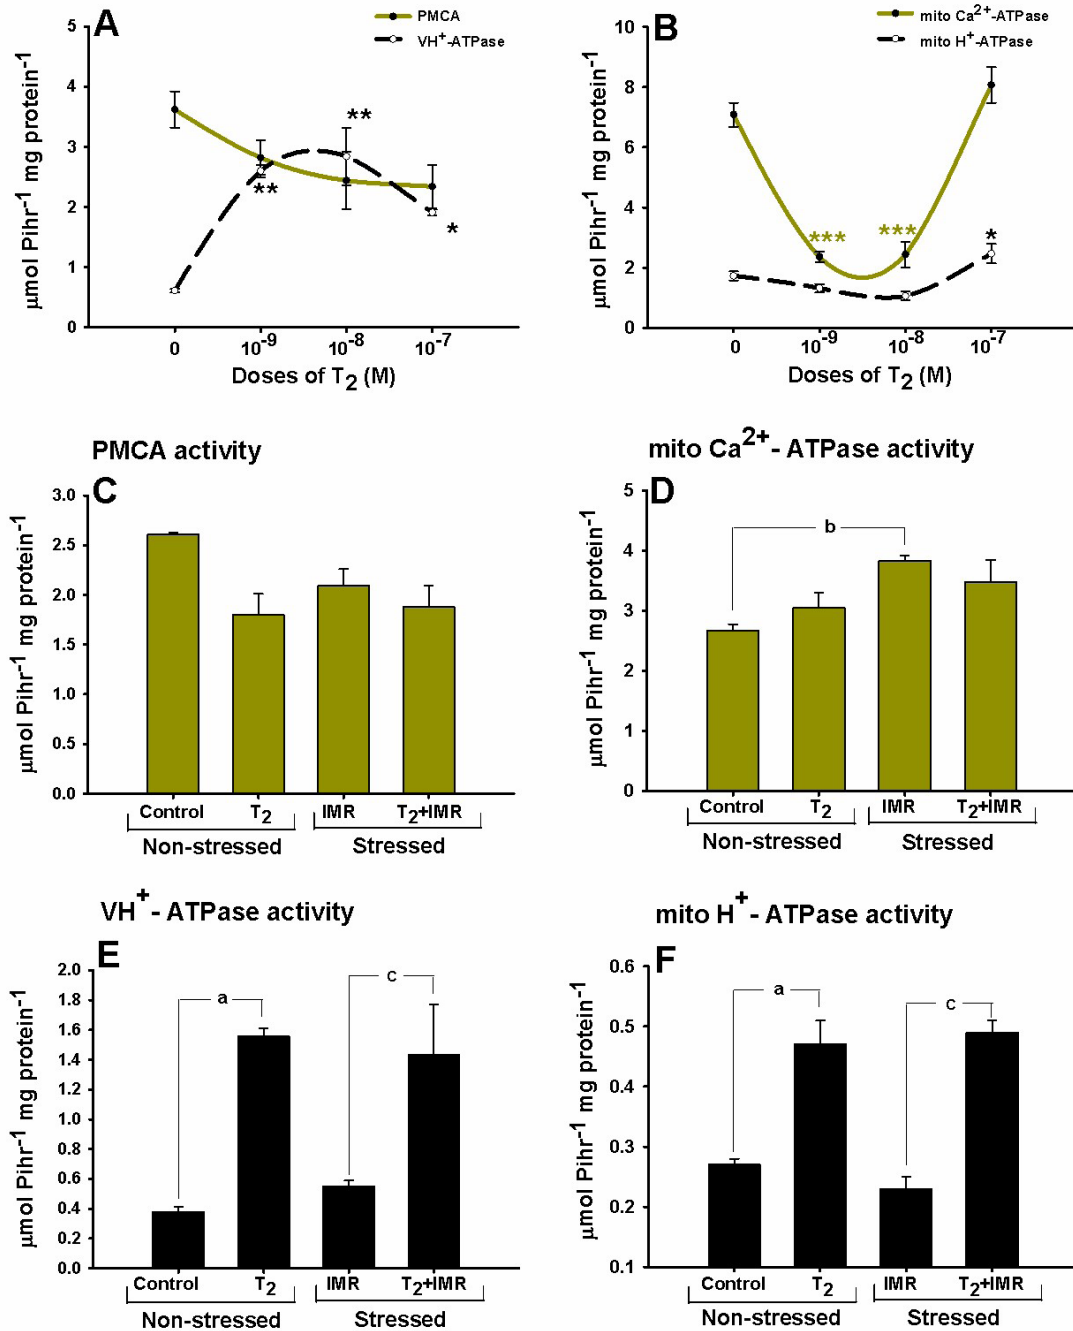 A
PMCA
VH⁺-ATPase
5
4
3
2
1
0
μmol Pihr⁻¹ mg protein⁻¹
**
**
*
0 10⁻⁹ 10⁻⁸ 10⁻⁷
Doses of T₂ (M)
B
mito Ca²⁺-ATPase
mito H⁺-ATPase
10
8
6
4
2
0
μmol Pihr⁻¹ mg protein⁻¹
***
***
*
0 10⁻⁹ 10⁻⁸ 10⁻⁷
Doses of T₂ (M)
PMCA activity
C
3.0
2.5
2.0
1.5
1.0
0.5
0.0
μmol Pihr⁻¹ mg protein⁻¹
Control T₂ IMR T₂+IMR
Non-stressed Stressed
mito Ca²⁺- ATPase activity
D
5
4
3
2
1
0
μmol Pihr⁻¹ mg protein⁻¹
b
Control T₂ IMR T₂+IMR
Non-stressed Stressed
VH⁺- ATPase activity
E
2.0
1.8
1.6
1.4
1.2
1.0
0.8
0.6
0.4
0.2
0.0
μmol Pihr⁻¹ mg protein⁻¹
a
c
Control T₂ IMR T₂+IMR
Non-stressed Stressed
mito H⁺- ATPase activity
F
0.6
0.5
0.4
0.3
0.2
0.1
μmol Pihr⁻¹ mg protein⁻¹
a
c
Control T₂ IMR T₂+IMR
Non-stressed Stressed